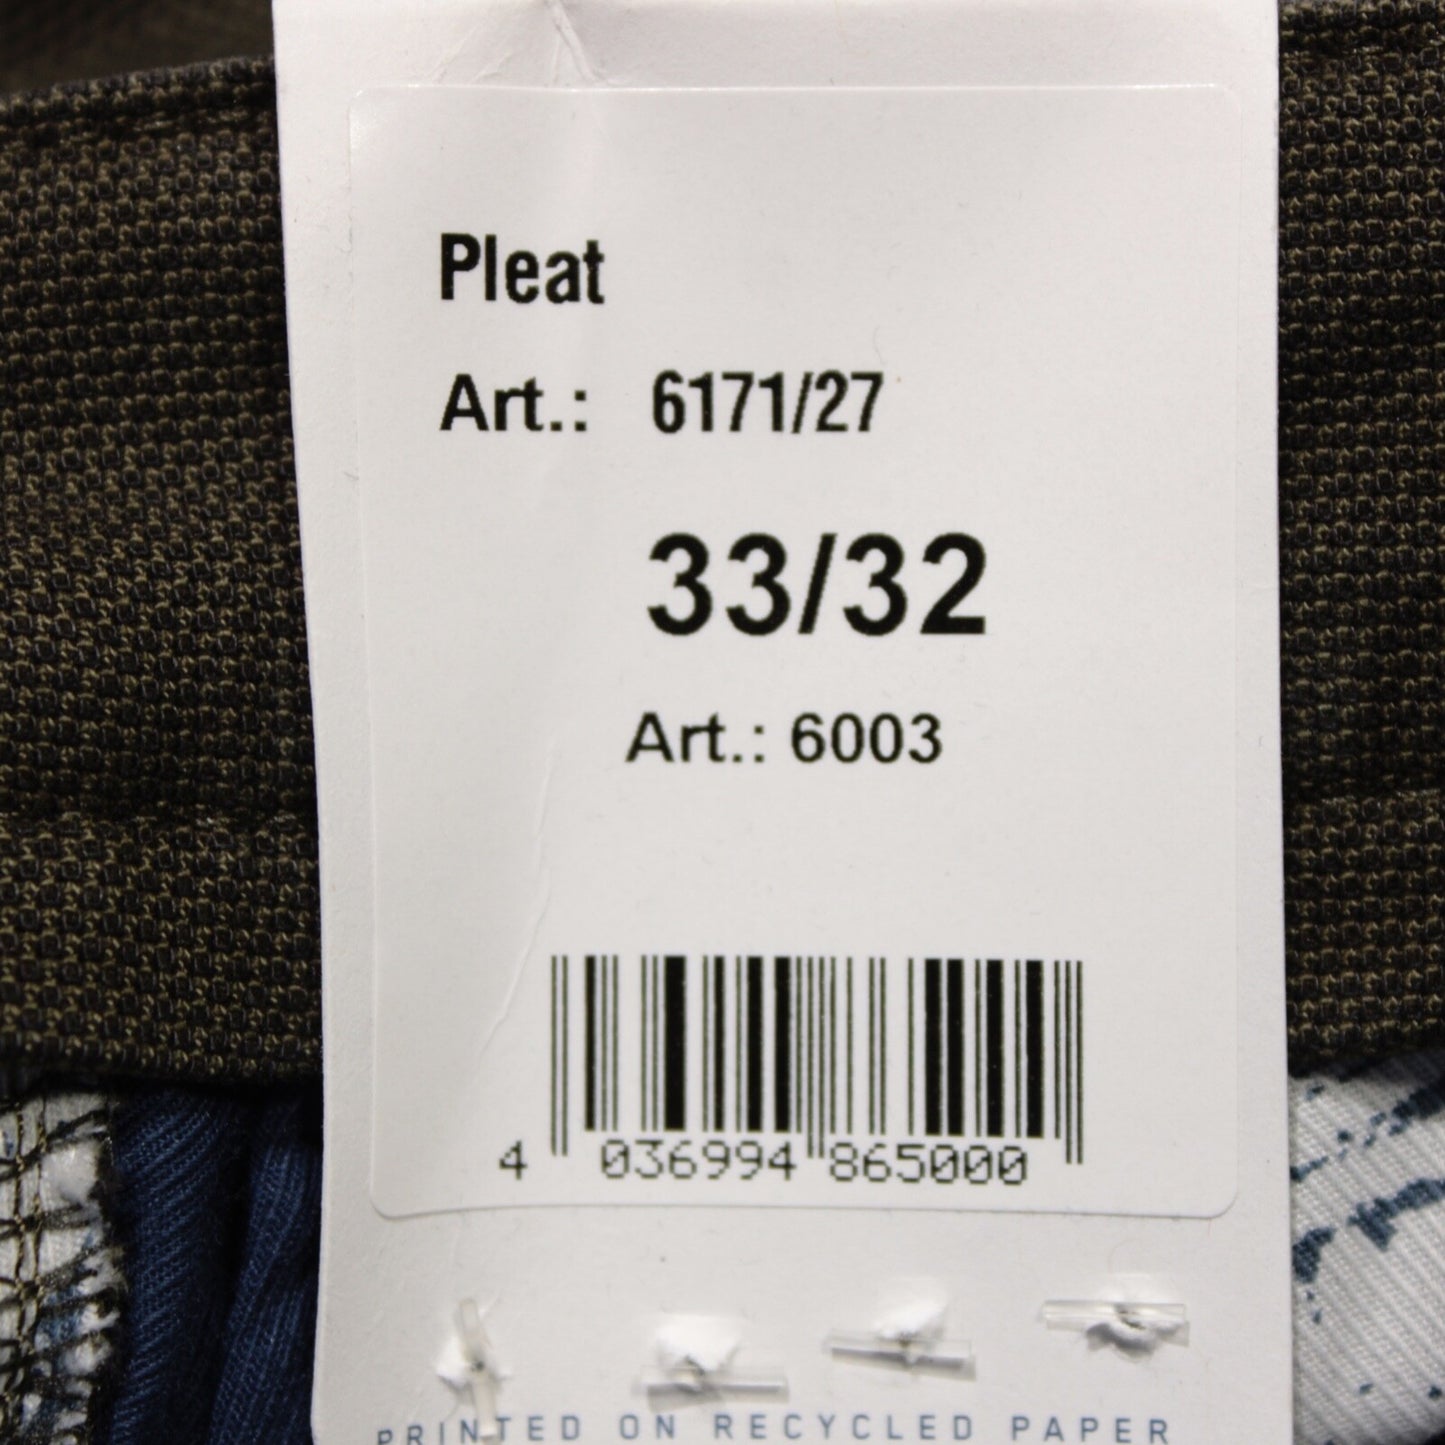 Pleat
Art.: 6171/27
33/32
Art.: 6003
4 036994 865000
PRINTED ON RECYCLED PAPER